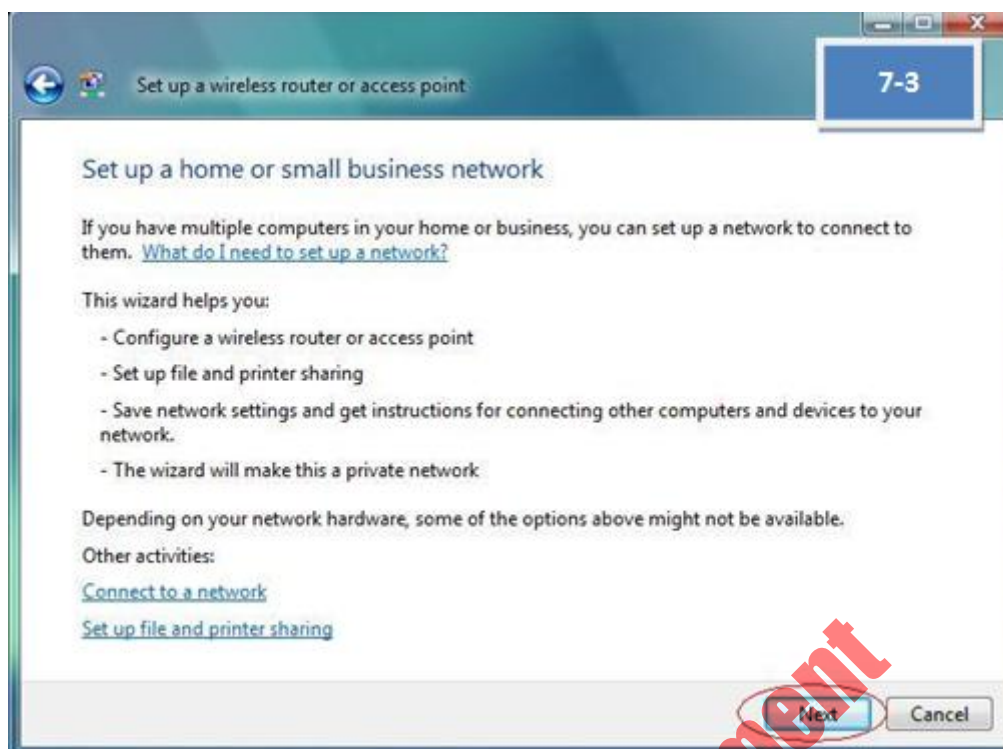 Set up a wireless router or access point
7-3
Set up a home or small business network
If you have multiple computers in your home or business, you can set up a network to connect to
them. What do I need to set up a network?
This wizard helps you:
- Configure a wireless router or access point
- Set up file and printer sharing
- Save network settings and get instructions for connecting other computers and devices to your
network.
- The wizard will make this a private network
Depending on your network hardware, some of the options above might not be available.
Other activities:
Connect to a network
Set up file and printer sharing
Next Cancel